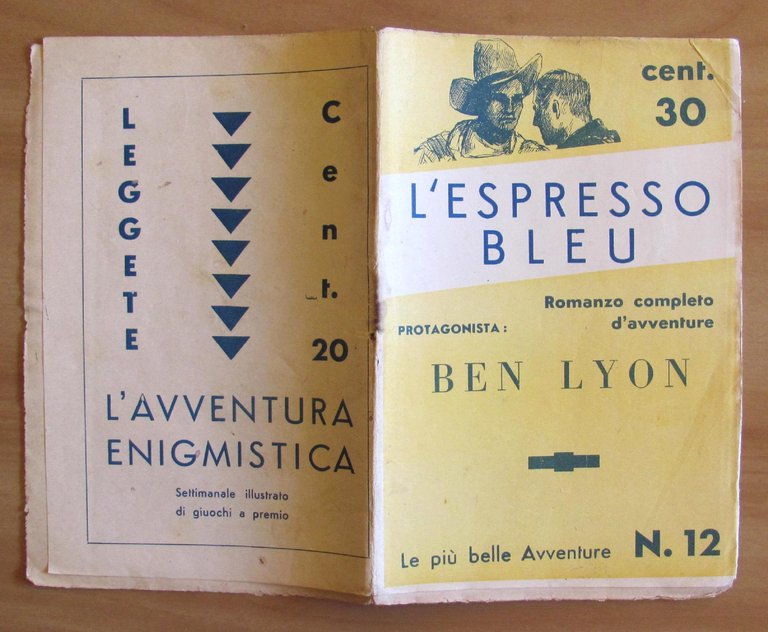 LEGGETE
Cent. 20
L'AVVENTURA
ENIGMISTICA
Settimanale illustrato
di giuochi a premio
cent.
30
L'ESPRESSO
BLEU
Romanzo completo
d'avventure
PROTAGONISTA:
BEN LYON
Le più belle Avventure N. 12